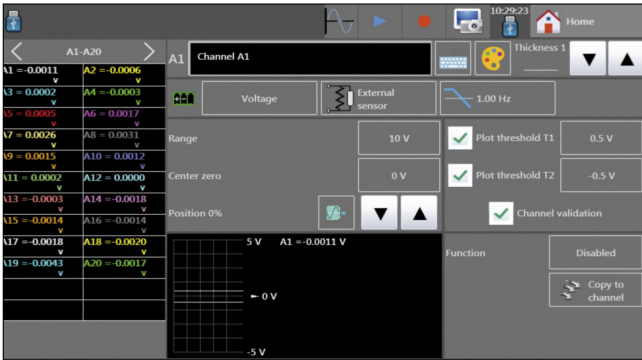 10:29:23
Home
A1-A20
A1 =-0.0011 A2 =-0.0006
V V
A3 = 0.0002 A4 =-0.0003
V V
A5 = 0.0005 A6 = 0.0017
V V
A7 = 0.0026 A8 = 0.0031
V V
A9 = 0.0015 A10 = 0.0012
V V
A11 = 0.0002 A12 = 0.0000
V V
A13 =-0.0003 A14 =-0.0018
V V
A15 =-0.0014 A16 =-0.0014
V V
A17 =-0.0018 A18 =-0.0020
V V
A19 =-0.0043 A20 =-0.0017
V V
A1 Channel A1
Thickness 1
Voltage
External
sensor
1.00 Hz
Range 10 V
Center zero 0 V
Position 0%
Plot threshold T1 0.5 V
Plot threshold T2 -0.5 V
Channel validation
5 V A1 =-0.0011 V
0 V
-5 V
Function Disabled
Copy to
channel